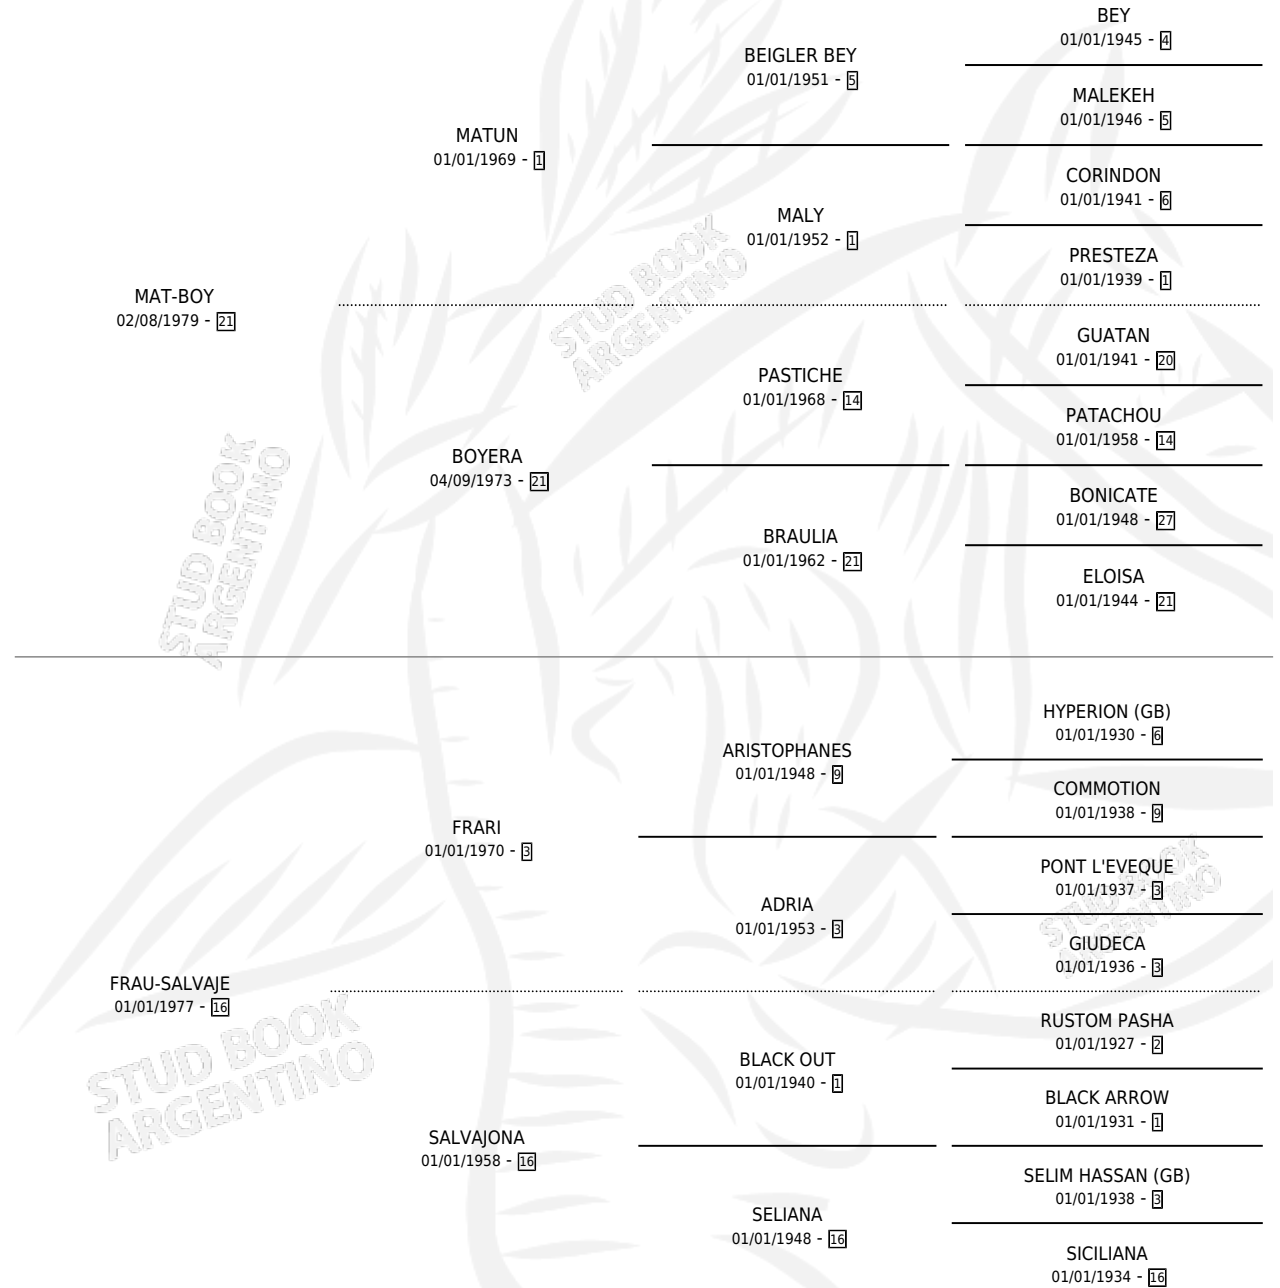 BEY
01/01/1945 - 4
BEIGLER BEY
01/01/1951 - 5
MALEKEH
01/01/1946 - 5
MATUN
01/01/1969 - 1
CORINDON
01/01/1941 - 6
MALY
01/01/1952 - 1
PRESTEZA
01/01/1939 - 1
MAT-BOY
02/08/1979 - 21
GUATAN
01/01/1941 - 20
PASTICHE
01/01/1968 - 14
PATACHOU
01/01/1958 - 14
BOYERA
04/09/1973 - 21
BONICATE
01/01/1948 - 27
BRAULIA
01/01/1962 - 21
ELOISA
01/01/1944 - 21
HYPERION (GB)
01/01/1930 - 6
ARISTOPHANES
01/01/1948 - 9
COMMOTION
01/01/1938 - 9
FRARI
01/01/1970 - 3
PONT L'EVEQUE
01/01/1937 - 3
ADRIA
01/01/1953 - 3
GIUDECA
01/01/1936 - 3
FRAU-SALVAJE
01/01/1977 - 16
RUSTOM PASHA
01/01/1927 - 2
BLACK OUT
01/01/1940 - 1
BLACK ARROW
01/01/1931 - 1
SALVAJONA
01/01/1958 - 16
SELIM HASSAN (GB)
01/01/1938 - 3
SELIANA
01/01/1948 - 16
SICILIANA
01/01/1934 - 16
STUD BOOK
ARGENTINO
STUD BOOK
ARGENTINO
STUD BOOK
ARGENTINO
STUD BOOK
ARGENTINO